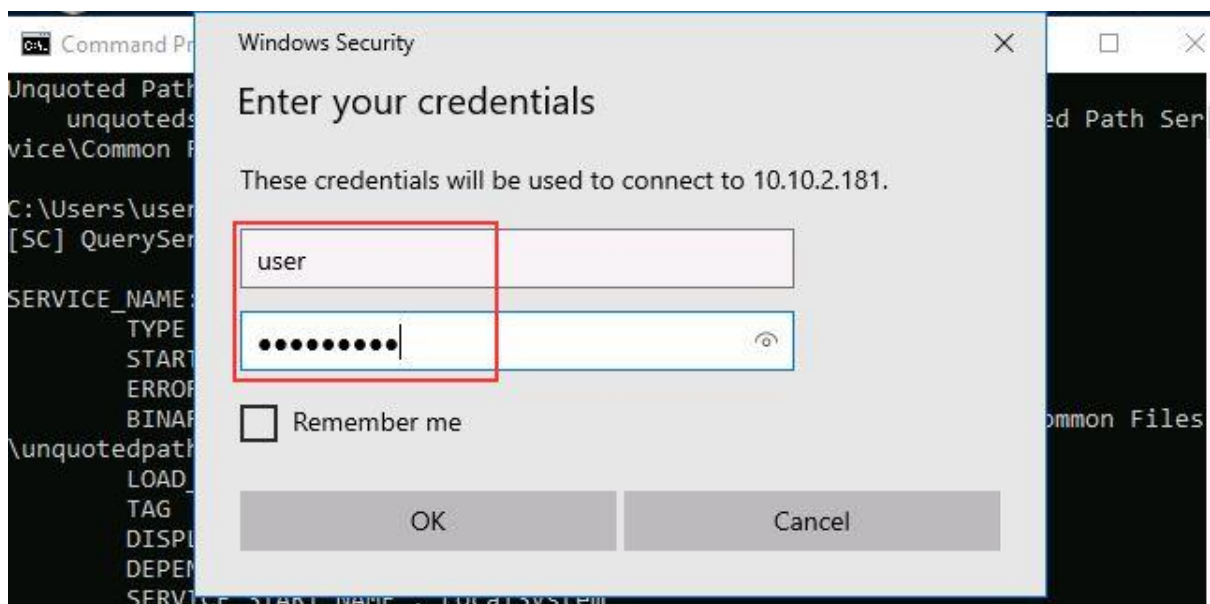 Command Pr
Windows Security
Enter your credentials
These credentials will be used to connect to 10.10.2.181.
user
●●●●●●●●●
Remember me
OK
Cancel
Unquoted Path
unquoteds
ed Path Ser
vice\Common F
C:\Users\user
[SC] QuerySer
SERVICE_NAME:
TYPE
START
ERROR
BINAR
ommon Files
\unquotedpath
LOAD_
TAG
DISPL
DEPEN